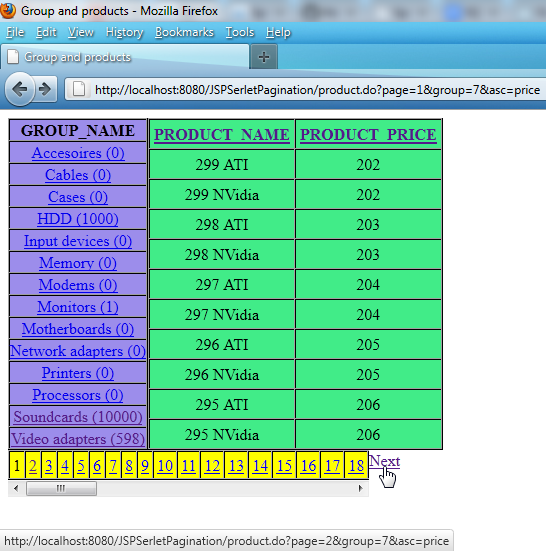 Group and products - Mozilla Firefox
File Edit View History Bookmarks Tools Help
Group and products
http://localhost:8080/JSPSerletPagination/product.do?page=1&group=7&asc=price
GROUP_NAME
Accesoires (0)
Cables (0)
Cases (0)
HDD (1000)
Input devices (0)
Memory (0)
Modems (0)
Monitors (1)
Motherboards (0)
Network adapters (0)
Printers (0)
Processors (0)
Soundcards (10000)
Video adapters (598)
PRODUCT_NAME PRODUCT_PRICE
299 ATI 202
299 NVidia 202
298 ATI 203
298 NVidia 203
297 ATI 204
297 NVidia 204
296 ATI 205
296 NVidia 205
295 ATI 206
295 NVidia 206
1 2 3 4 5 6 7 8 9 10 11 12 13 14 15 16 17 18 Next
http://localhost:8080/JSPSerletPagination/product.do?page=2&group=7&asc=price